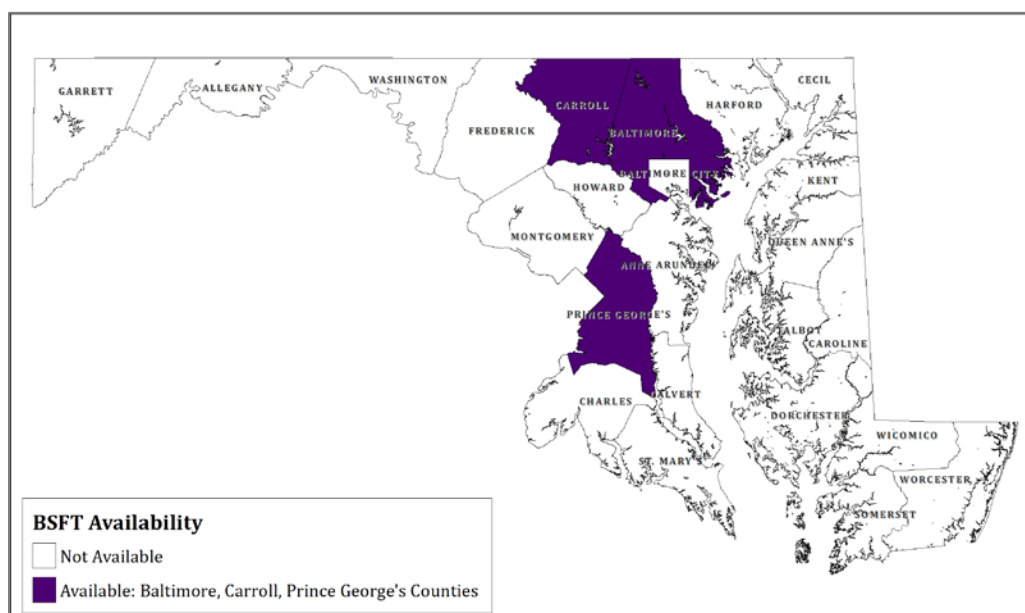 GARRETT
ALLEGANY
WASHINGTON
FREDERICK
CARROLL
BALTIMORE
HARFORD
CECIL
BALTIMORE CITY
KENT
HOWARD
MONTGOMERY
QUEEN ANNE'S
ANNE ARUNDEL
PRINCE GEORGE'S
TALBOT
CAROLINE
CHARLES
CALVERT
DORCHESTER
WICOMICO
ST. MARY'S
WORCESTER
SOMERSET
BSFT Availability
Not Available
Available: Baltimore, Carroll, Prince George's Counties